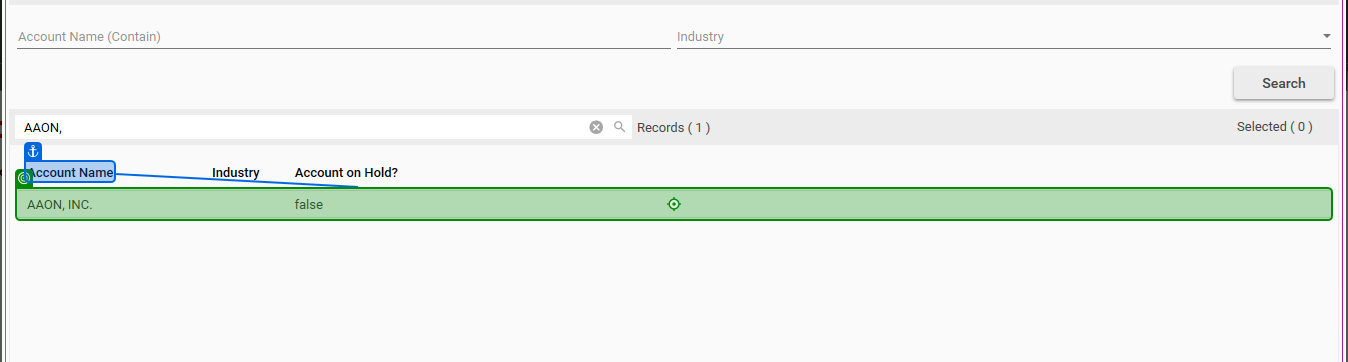 Account Name (Contain) Industry
Search
AAON, Records ( 1 ) Selected ( 0 )
Account Name Industry Account on Hold?
AAON, INC. false